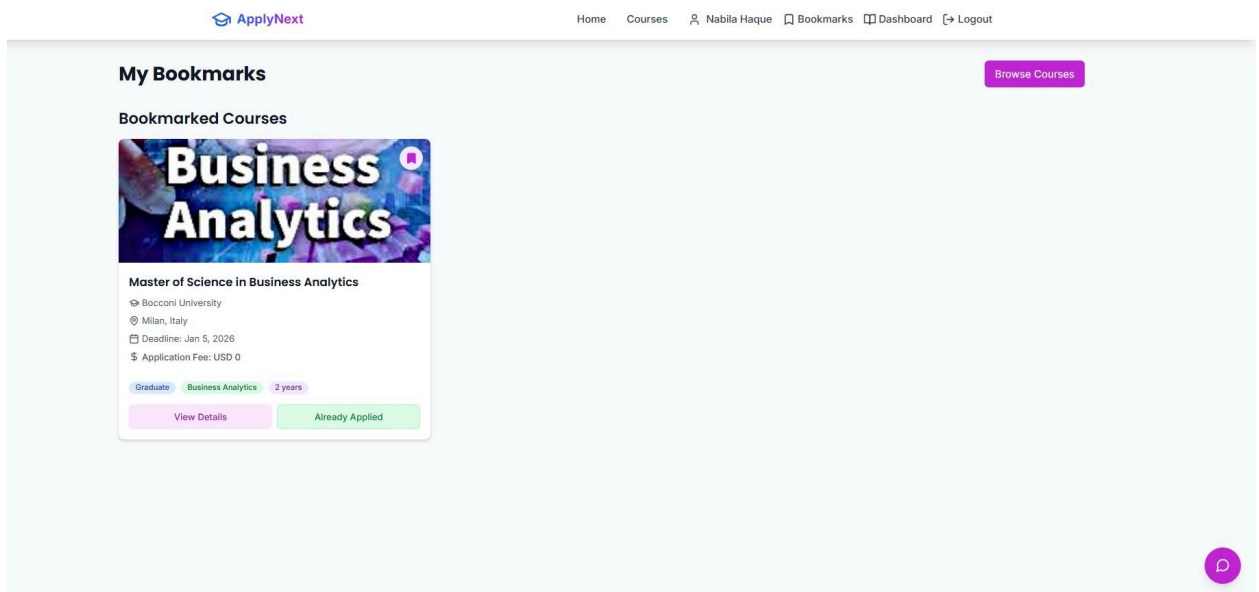 ApplyNext Home Courses Nabila Haque Bookmarks Dashboard Logout
My Bookmarks Browse Courses
Bookmarked Courses
Business
Analytics
Master of Science in Business Analytics
Bocconi University
Milan, Italy
Deadline: Jan 5, 2026
$ Application Fee: USD 0
Graduate Business Analytics 2 years
View Details Already Applied